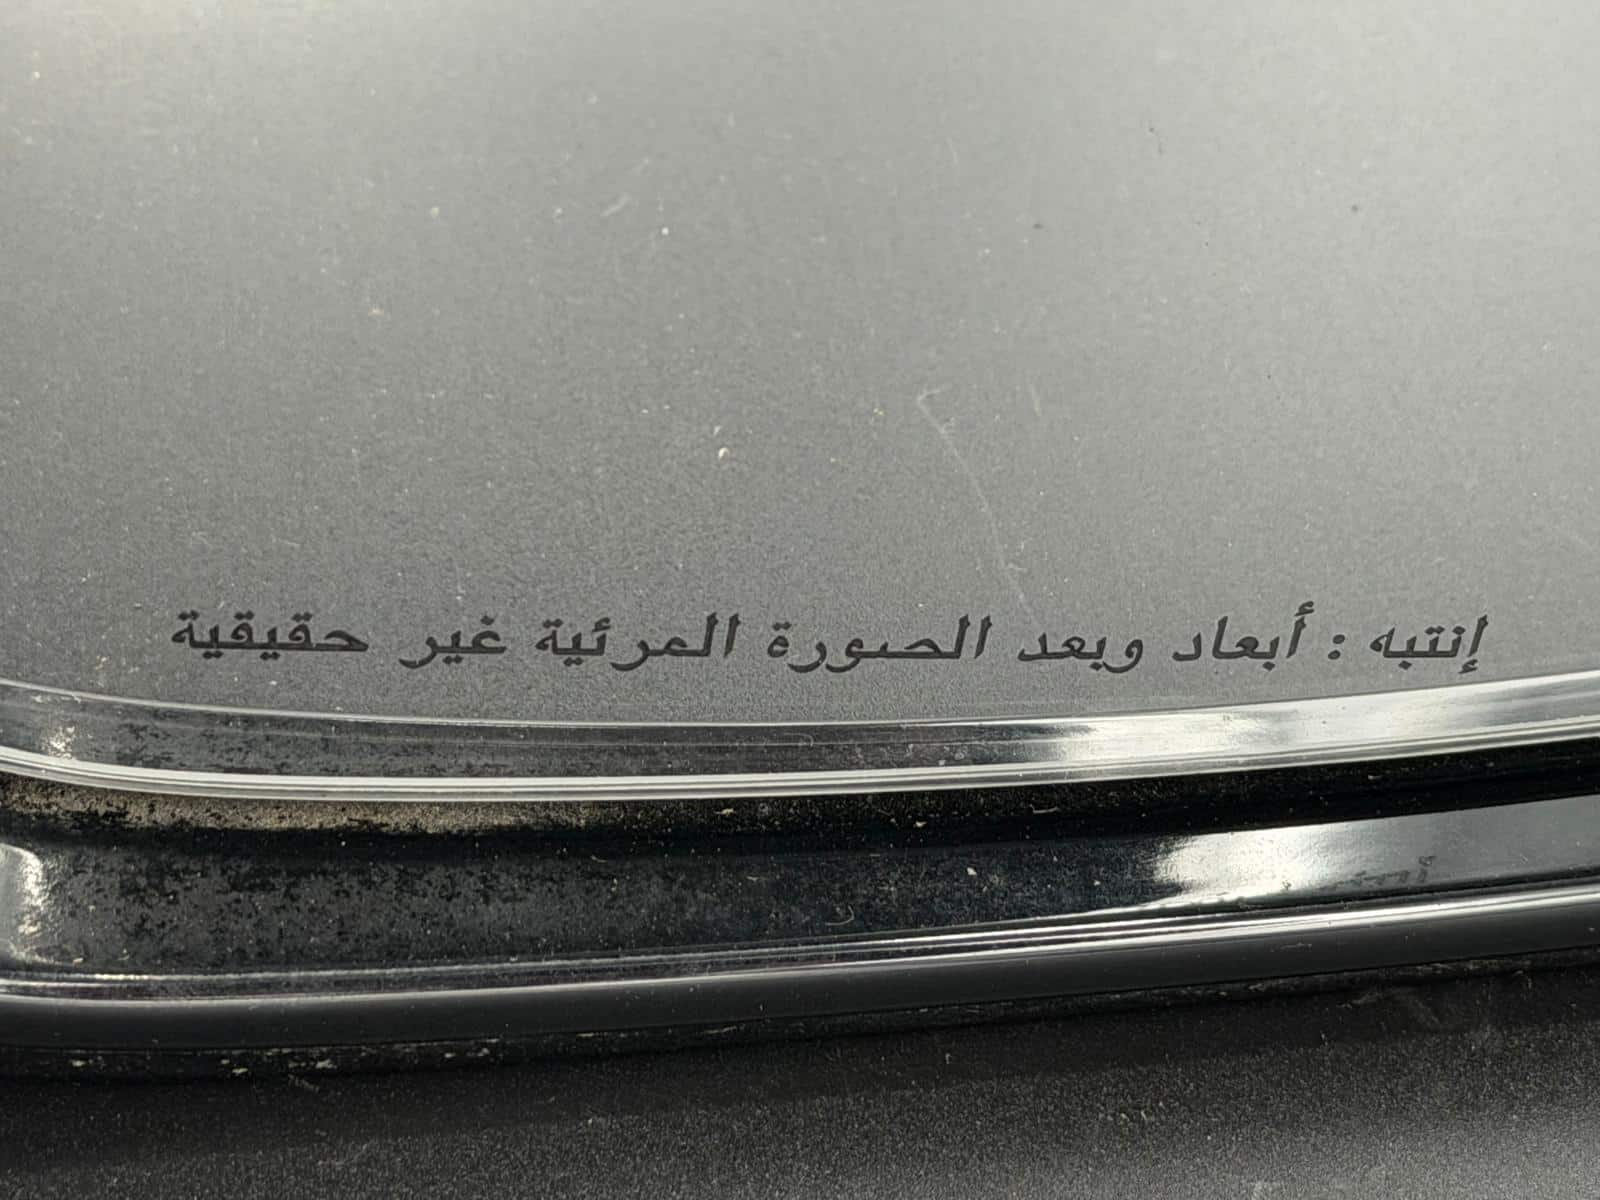 إنتبه : أبعاد وبعد الصورة المرئية غير حقيقية